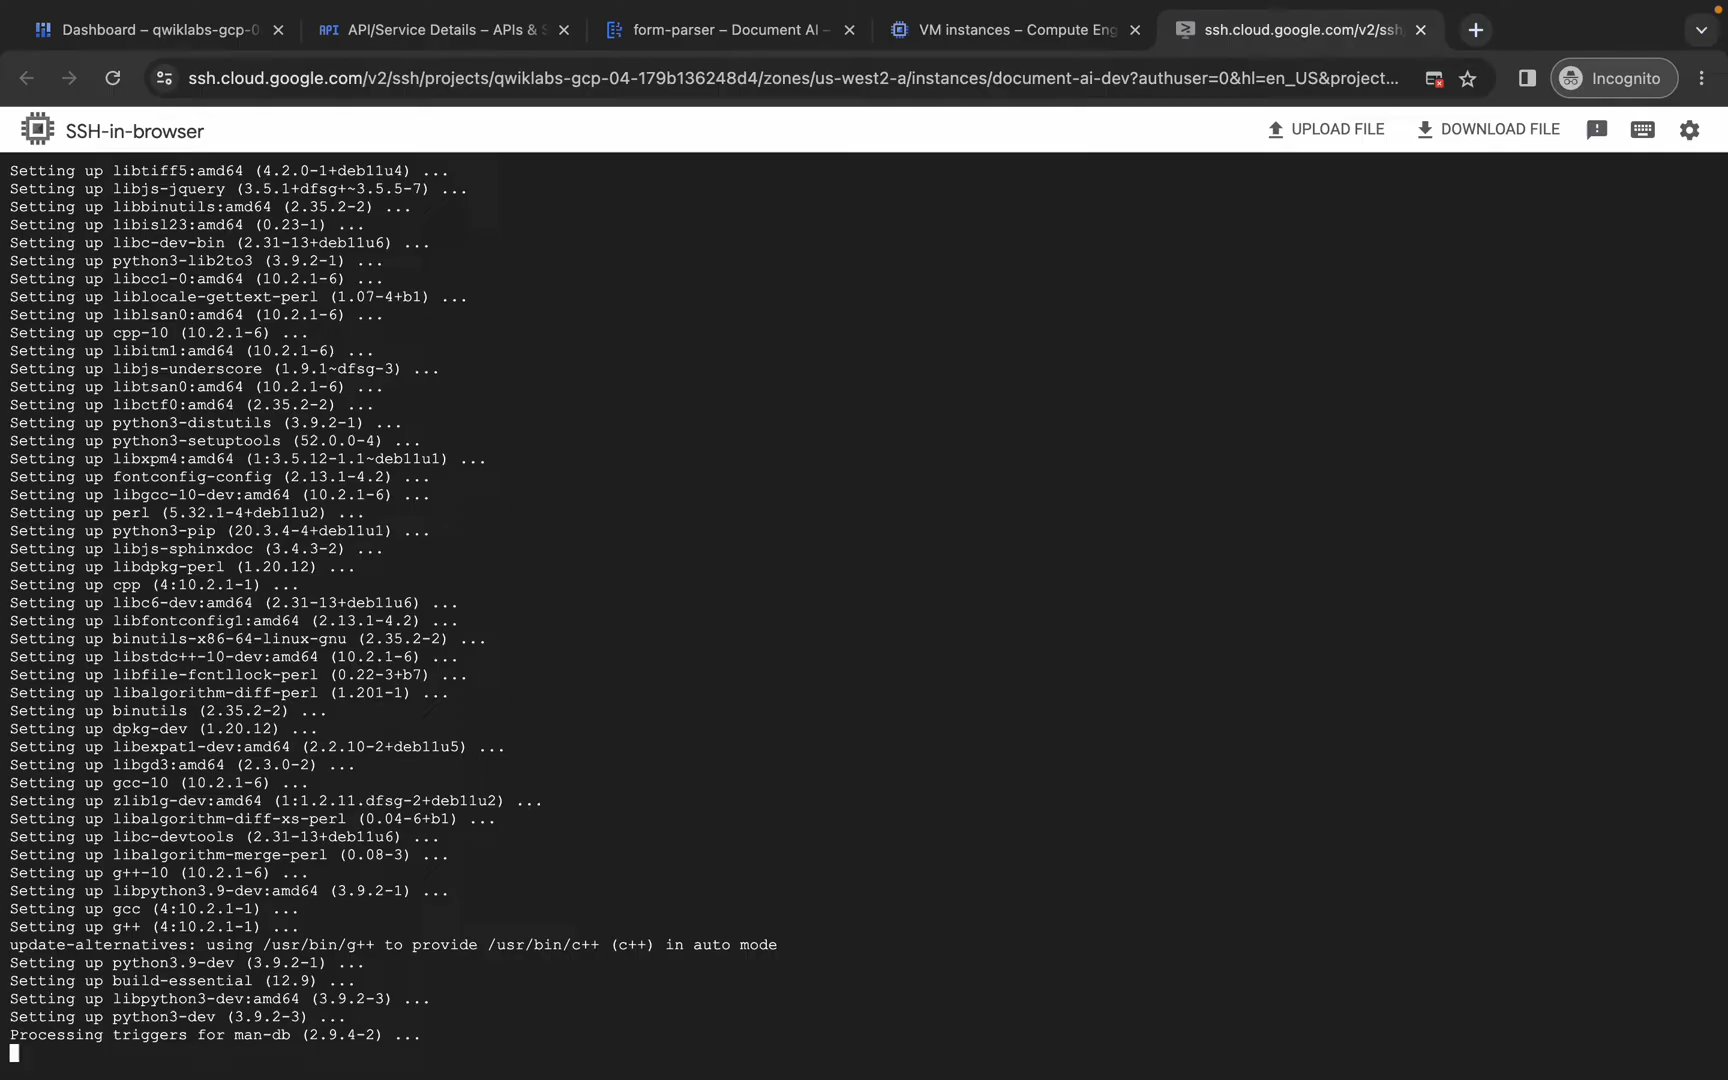 Dashboard – qwiklabs-gcp-0
API API/Service Details – APIs & S
form-parser – Document AI –
VM instances – Compute Eng
ssh.cloud.google.com/v2/ssh
ssh.cloud.google.com/v2/ssh/projects/qwiklabs-gcp-04-179b136248d4/zones/us-west2-a/instances/document-ai-dev?authuser=0&hl=en_US&project...
Incognito
SSH-in-browser
UPLOAD FILE
DOWNLOAD FILE
Setting up libtiff5:amd64 (4.2.0-1+deb11u4) ...
Setting up libjs-jquery (3.5.1+dfsg+~3.5.5-7) ...
Setting up libbinutils:amd64 (2.35.2-2) ...
Setting up libisl23:amd64 (0.23-1) ...
Setting up libc-dev-bin (2.31-13+deb11u6) ...
Setting up python3-lib2to3 (3.9.2-1) ...
Setting up libcc1-0:amd64 (10.2.1-6) ...
Setting up liblocale-gettext-perl (1.07-4+b1) ...
Setting up liblsan0:amd64 (10.2.1-6) ...
Setting up cpp-10 (10.2.1-6) ...
Setting up libitm1:amd64 (10.2.1-6) ...
Setting up libjs-underscore (1.9.1~dfsg-3) ...
Setting up libtsan0:amd64 (10.2.1-6) ...
Setting up libctf0:amd64 (2.35.2-2) ...
Setting up python3-distutils (3.9.2-1) ...
Setting up python3-setuptools (52.0.0-4) ...
Setting up libxpm4:amd64 (1:3.5.12-1.1~deb11u1) ...
Setting up fontconfig-config (2.13.1-4.2) ...
Setting up libgcc-10-dev:amd64 (10.2.1-6) ...
Setting up perl (5.32.1-4+deb11u2) ...
Setting up python3-pip (20.3.4-4+deb11u1) ...
Setting up libjs-sphinxdoc (3.4.3-2) ...
Setting up libdpkg-perl (1.20.12) ...
Setting up cpp (4:10.2.1-1) ...
Setting up libc6-dev:amd64 (2.31-13+deb11u6) ...
Setting up libfontconfig1:amd64 (2.13.1-4.2) ...
Setting up binutils-x86-64-linux-gnu (2.35.2-2) ...
Setting up libstdc++-10-dev:amd64 (10.2.1-6) ...
Setting up libfile-fcntllock-perl (0.22-3+b7) ...
Setting up libalgorithm-diff-perl (1.201-1) ...
Setting up binutils (2.35.2-2) ...
Setting up dpkg-dev (1.20.12) ...
Setting up libexpat1-dev:amd64 (2.2.10-2+deb11u5) ...
Setting up libgd3:amd64 (2.3.0-2) ...
Setting up gcc-10 (10.2.1-6) ...
Setting up zlib1g-dev:amd64 (1:1.2.11.dfsg-2+deb11u2) ...
Setting up libalgorithm-diff-xs-perl (0.04-6+b1) ...
Setting up libc-devtools (2.31-13+deb11u6) ...
Setting up libalgorithm-merge-perl (0.08-3) ...
Setting up g++-10 (10.2.1-6) ...
Setting up libpython3.9-dev:amd64 (3.9.2-1) ...
Setting up gcc (4:10.2.1-1) ...
Setting up g++ (4:10.2.1-1) ...
update-alternatives: using /usr/bin/g++ to provide /usr/bin/c++ (c++) in auto mode
Setting up python3.9-dev (3.9.2-1) ...
Setting up build-essential (12.9) ...
Setting up libpython3-dev:amd64 (3.9.2-3) ...
Setting up python3-dev (3.9.2-3) ...
Processing triggers for man-db (2.9.4-2) ...